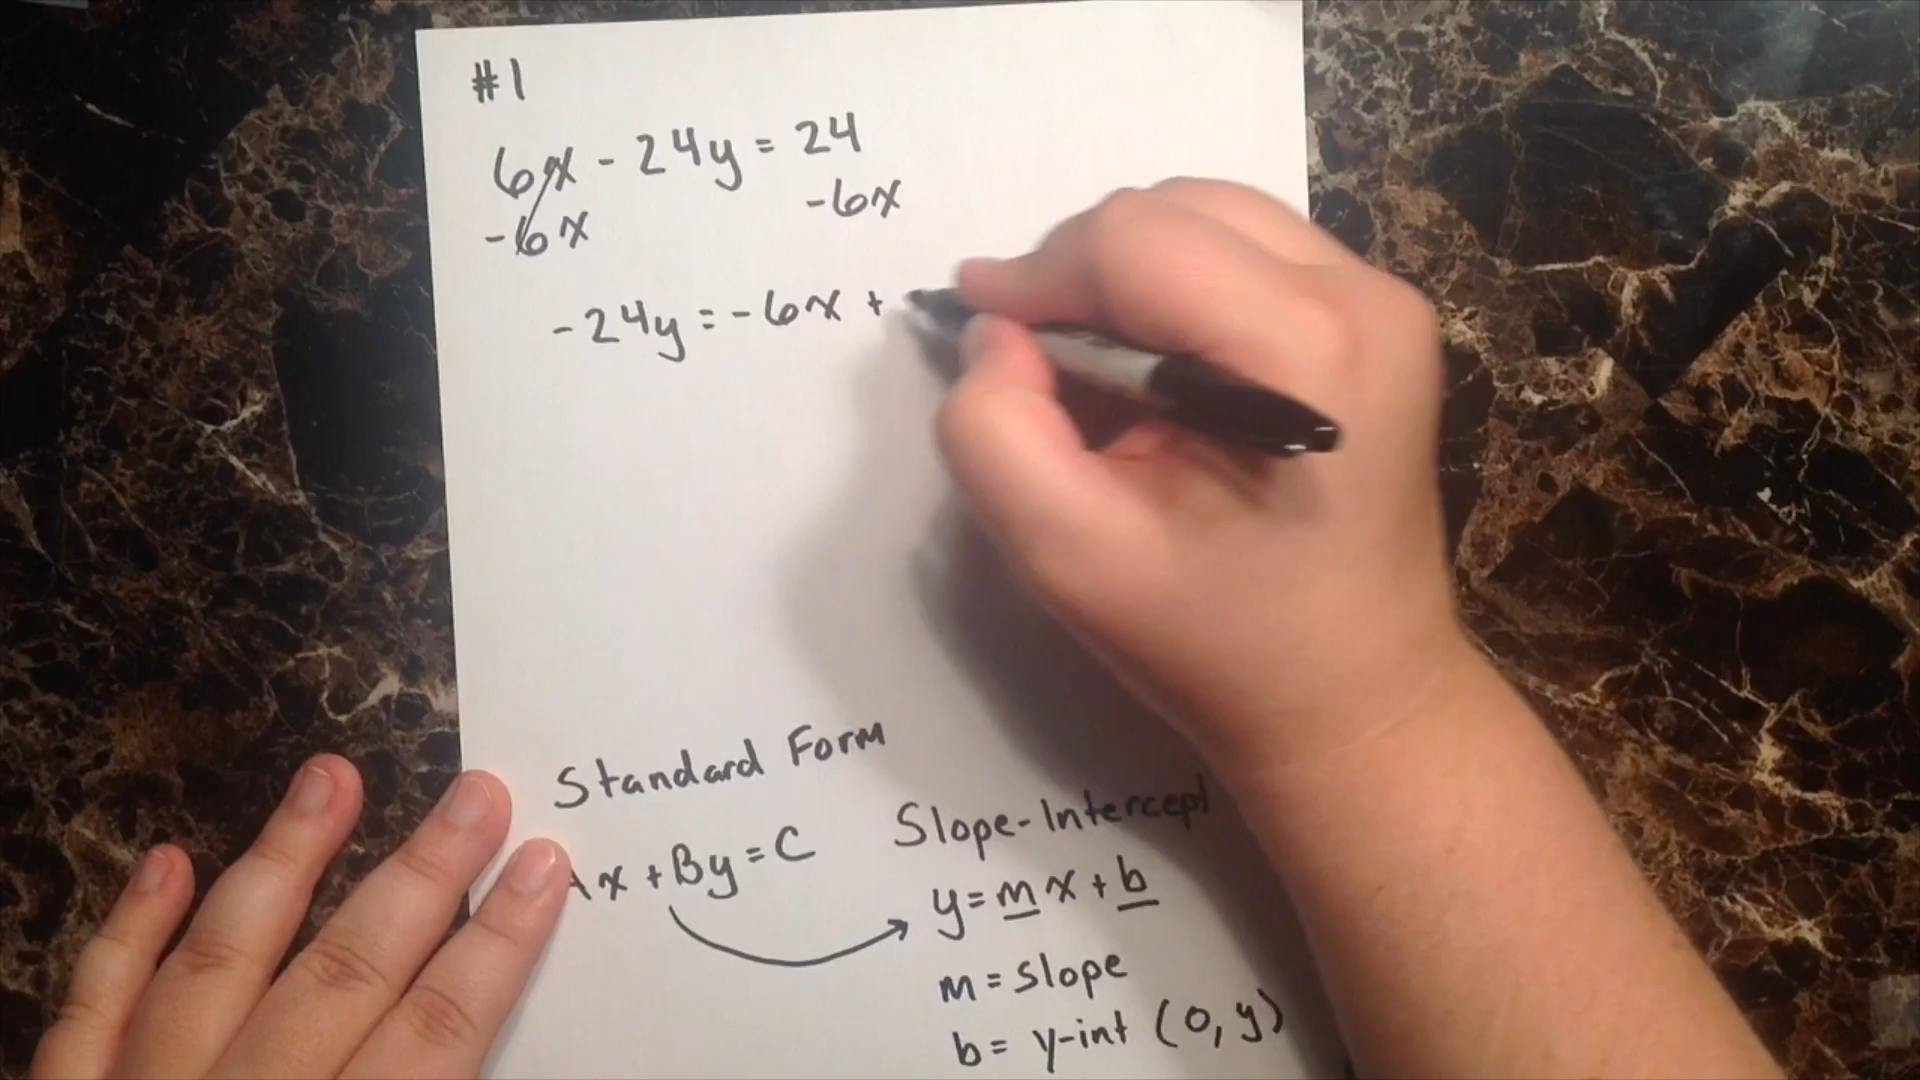 #1
6x - 24y = 24
-6x -6x
-24y = -6x +
Standard Form
Ax + By = C
Slope-Intercept
y = mx + b
m = slope
b = y-int (0, y)